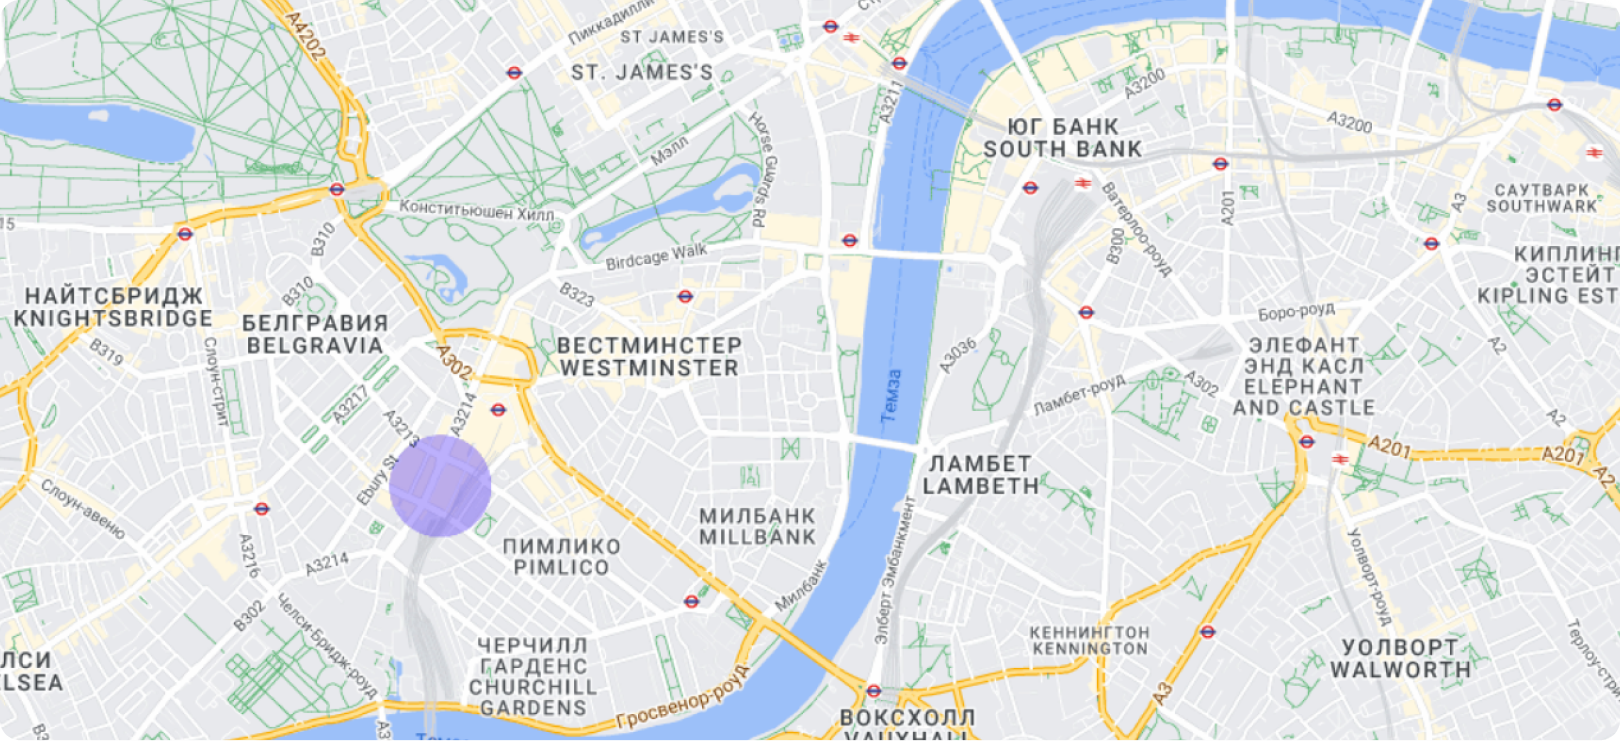 A4202
Пиккадилли
ST JAMES'S
ST. JAMES'S
A3211
A3200
A3200
ЮГ БАНК
SOUTH BANK
Мэлл
Horse Guards Rd
Конститьюшен Хилл
Birdcage Walk
B310
B310
15
A201
A3
САУТВАРК
SOUTHWARK
Ватерлоо-роуд
B300
НАЙТСБРИДЖ
KNIGHTSBRIDGE
БЕЛГРАВИЯ
BELGRAVIA
B323
КИПЛИНГ
ЭСТЕЙТ
KIPLING EST
Боро-роуд
B319
Слоун-стрит
A302
ВЕСТМИНСТЕР
WESTMINSTER
A3036
Темза
ЭЛЕФАНТ
ЭНД КАСЛ
ELEPHANT
AND CASTLE
A2
A302
Ламбет-роуд
A3217
A3213
A3214
A2
A201
A201
A2
Ebury St
ЛАМБЕТ
LAMBETH
Слоун-авеню
МИЛБАНК
MILLBANK
A3216
A3214
ПИМЛИКО
PIMLICO
Милбанк
Элберт Эмбанкмент
Уолворт-роуд
B302
Челси-Бридж-роуд
КЕННИНГТОН
KENNINGTON
ЧЕРЧИЛЛ
ГАРДЕНС
CHURCHILL
GARDENS
УОЛВОРТ
WALWORTH
ЛСИ
ELSEA
Гросвенор-роуд
A3
ВОКСХОЛЛ
VAUXHALL